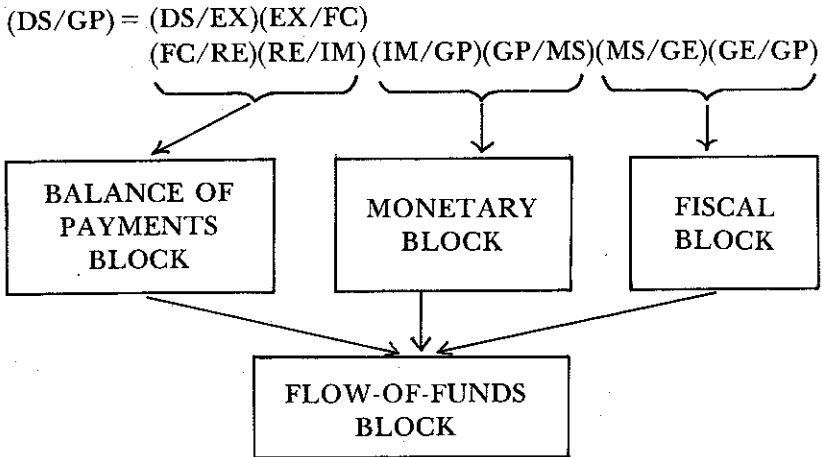 (DS/GP) = (DS/EX)(EX/FC)
(FC/RE)(RE/IM)(IM/GP)(GP/MS)(MS/GE)(GE/GP)
BALANCE OF
PAYMENTS
BLOCK
MONETARY
BLOCK
FISCAL
BLOCK
FLOW-OF-FUNDS
BLOCK